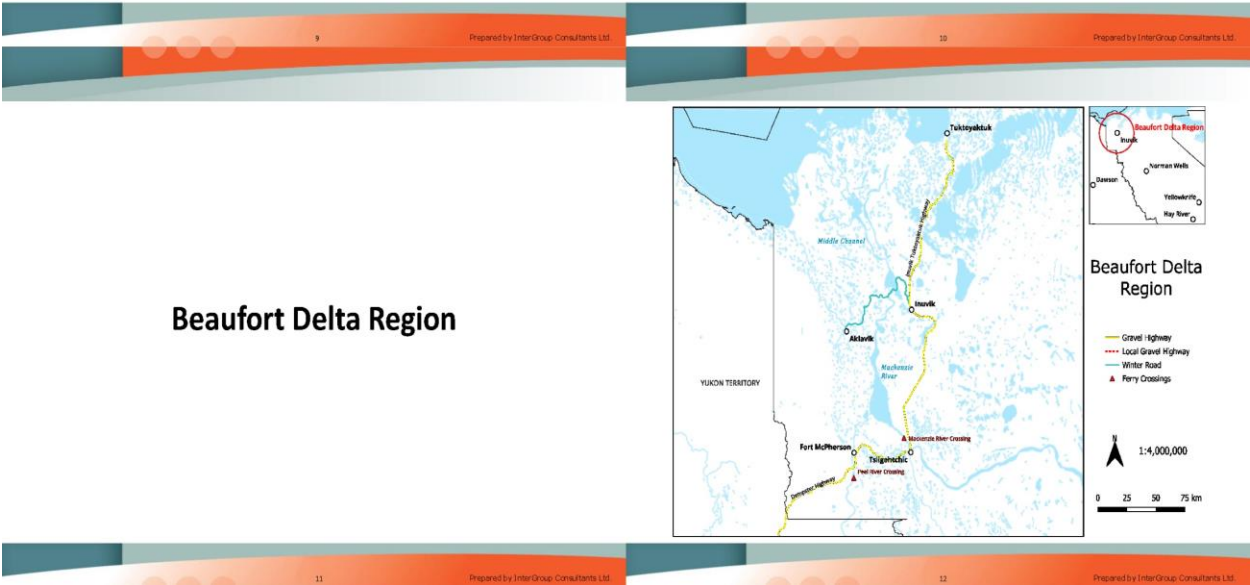 9
Prepared by InterGroup Consultants Ltd.
10
Prepared by InterGroup Consultants Ltd.
Beaufort Delta Region
Tuktoyaktuk
Inuvik Tuktoyaktuk Highway
Middle Channel
Inuvik
Aklavik
Mackenzie
River
YUKON TERRITORY
Mackenzie River Crossing
Fort McPherson
Tsiigehtchic
Peel River Crossing
Dempster Highway
Beaufort Delta Region
Inuvik
Norman Wells
Dawson
Yellowknife
Hay River
Beaufort Delta
Region
Gravel Highway
Local Gravel Highway
Winter Road
Ferry Crossings
N
1:4,000,000
0 25 50 75 km
11
Prepared by InterGroup Consultants Ltd.
12
Prepared by InterGroup Consultants Ltd.